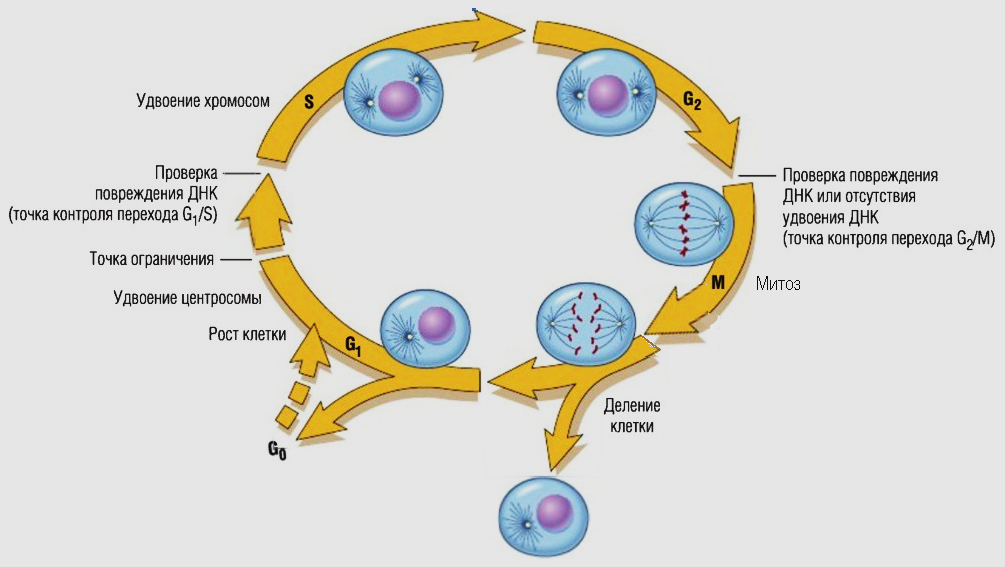 S
G₂
Удвоение хромосом
Проверка
повреждения ДНК
(точка контроля перехода G₁/S)
Проверка повреждения
ДНК или отсутствия
удвоения ДНК
(точка контроля перехода G₂/M)
Точка ограничения
M
Митоз
Удвоение центросомы
Рост клетки
G₁
Деление
клетки
G₀